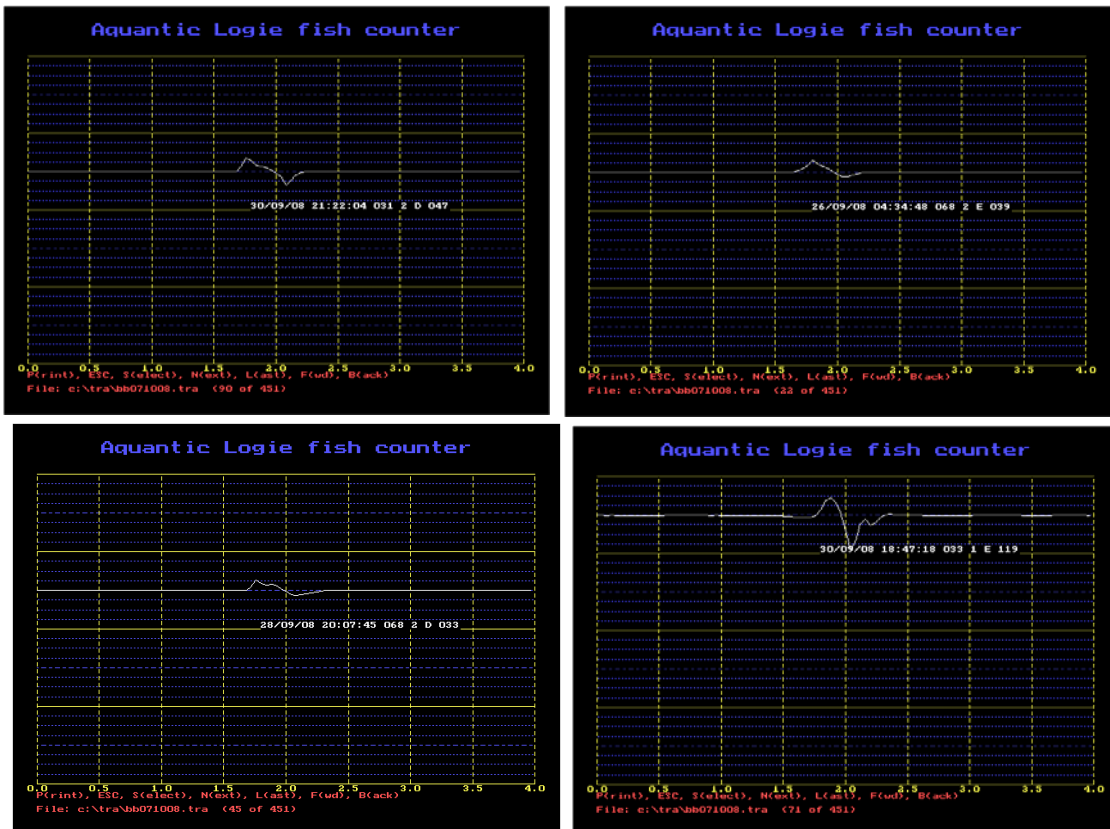 Aquantic Logie fish counter
30/09/08 21:22:04 031 2 D 047
0.0 0.5 1.0 1.5 2.0 2.5 3.0 3.5 4.0
P(rint), ESC, S(elect), N(ext), L(ast), F(wd), B(ack)
File: c:\tra\bb071008.tra (90 of 451)
Aquantic Logie fish counter
26/09/08 04:34:48 068 2 E 039
0.0 0.5 1.0 1.5 2.0 2.5 3.0 3.5 4.0
P(rint), ESC, S(elect), N(ext), L(ast), F(wd), B(ack)
File: c:\tra\bb071008.tra (22 of 451)
Aquantic Logie fish counter
28/09/08 20:07:45 068 2 D 033
0.0 0.5 1.0 1.5 2.0 2.5 3.0 3.5 4.0
P(rint), ESC, S(elect), N(ext), L(ast), F(wd), B(ack)
File: c:\tra\bb071008.tra (45 of 451)
Aquantic Logie fish counter
30/09/08 18:47:18 033 1 E 119
0.0 0.5 1.0 1.5 2.0 2.5 3.0 3.5 4.0
P(rint), ESC, S(elect), N(ext), L(ast), F(wd), B(ack)
File: c:\tra\bb071008.tra (71 of 451)